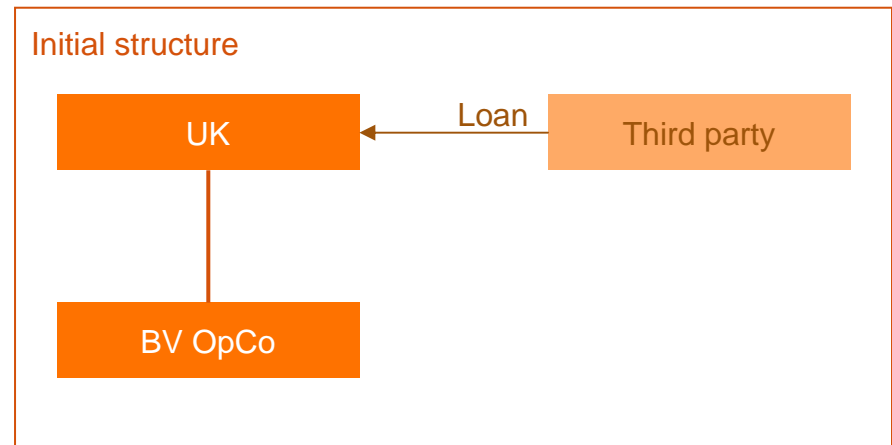 Initial structure
UK
Loan
Third party
BV OpCo